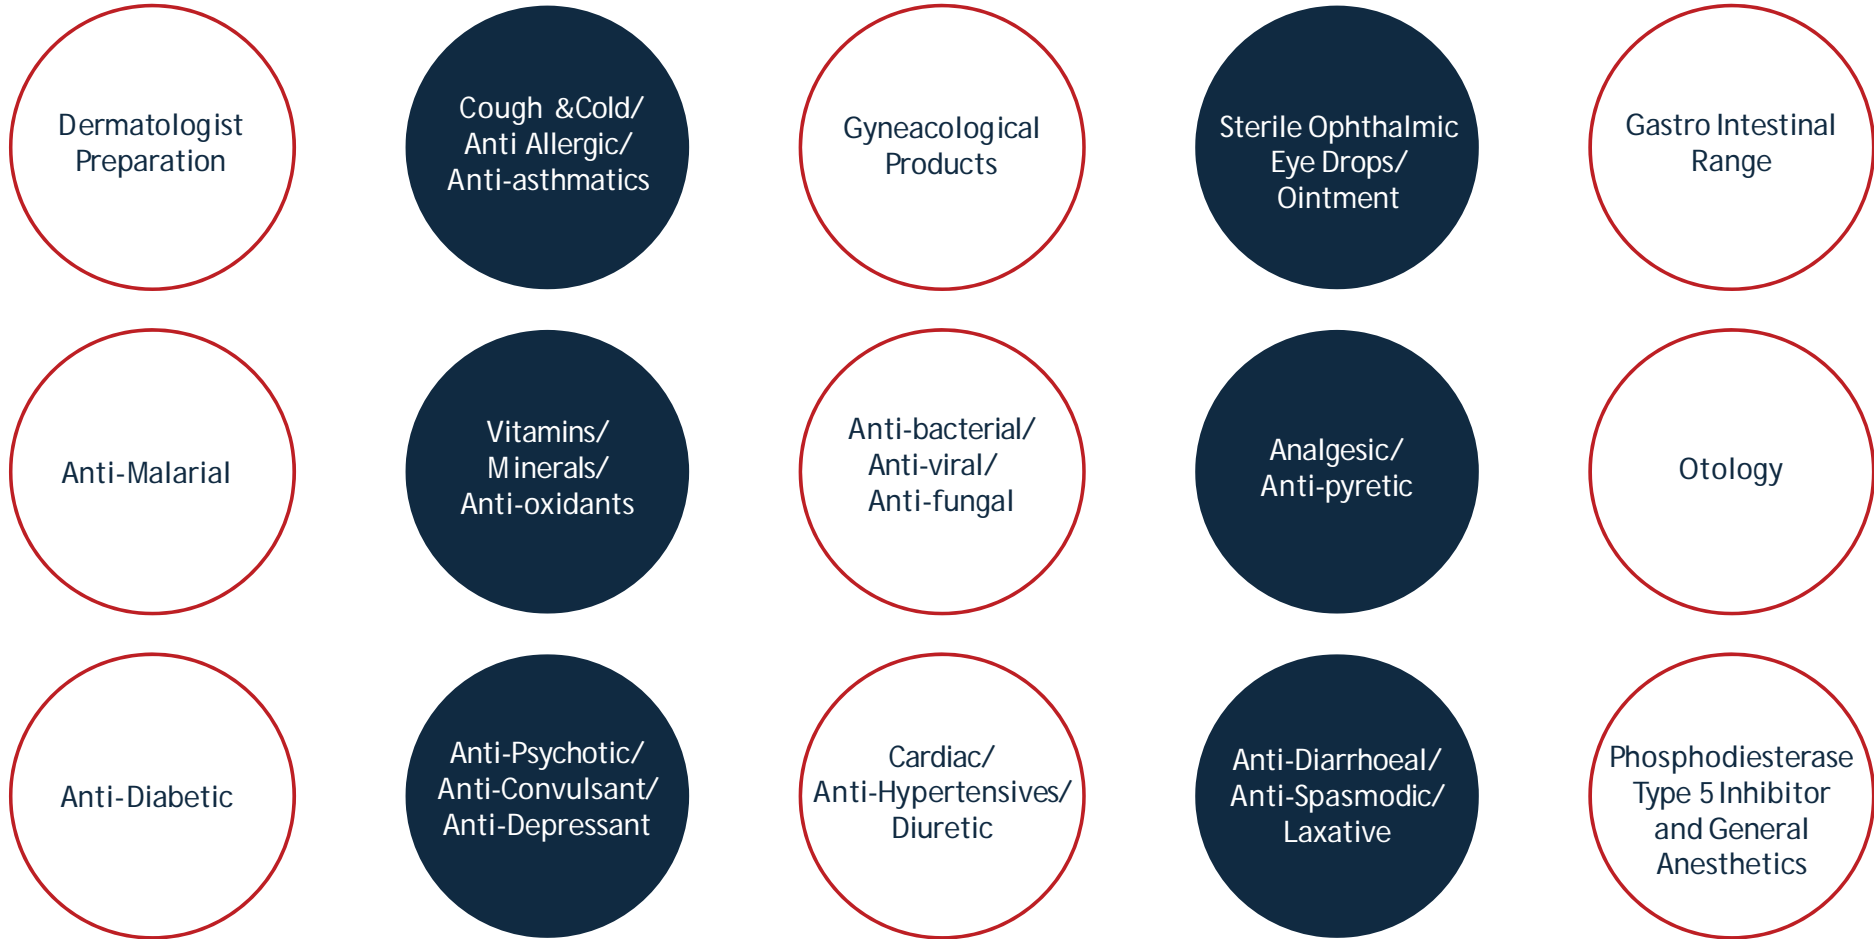 Dermatologist
Preparation
Cough &Cold/
Anti Allergic/
Anti-asthmatics
Gyneacological
Products
Sterile Ophthalmic
Eye Drops/
Ointment
Gastro Intestinal
Range
Anti-Malarial
Vitamins/
Minerals/
Anti-oxidants
Anti-bacterial/
Anti-viral/
Anti-fungal
Analgesic/
Anti-pyretic
Otology
Anti-Diabetic
Anti-Psychotic/
Anti-Convulsant/
Anti-Depressant
Cardiac/
Anti-Hypertensives/
Diuretic
Anti-Diarrhoeal/
Anti-Spasmodic/
Laxative
Phosphodiesterase
Type 5 Inhibitor
and General
Anesthetics